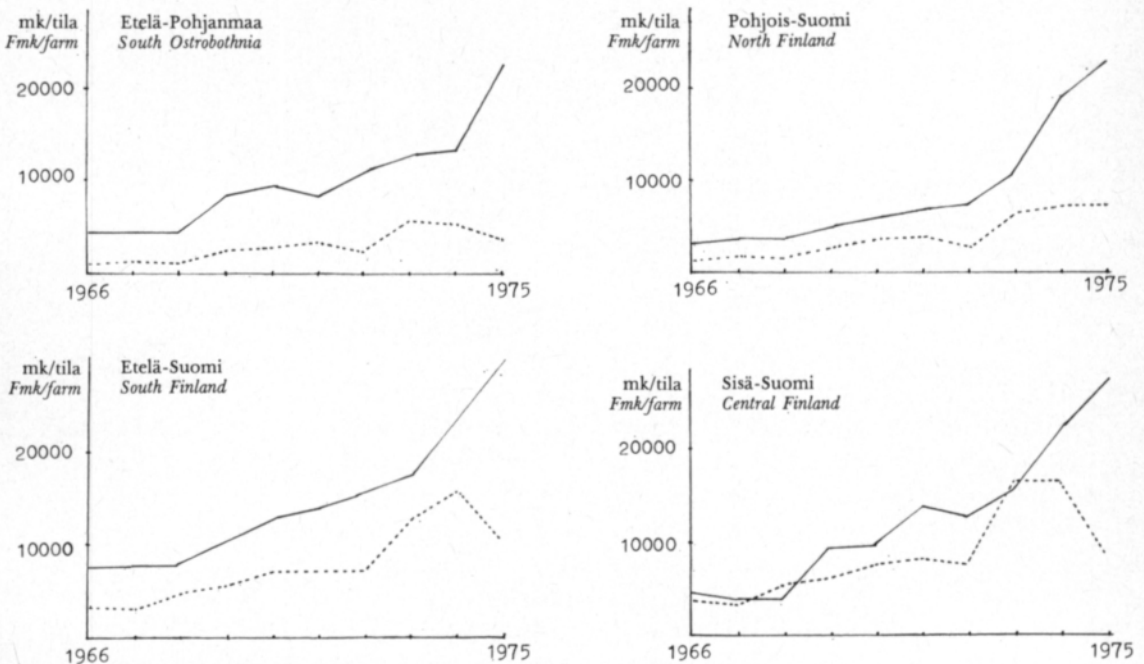 mk/tila
Fmk/farm
Etelä-Pohjanmaa
South Ostrobothnia
20000
10000
1966
1975
mk/tila
Fmk/farm
Pohjois-Suomi
North Finland
20000
10000
1966
1975
mk/tila
Fmk/farm
Etelä-Suomi
South Finland
20000
10000
1966
1975
mk/tila
Fmk/farm
Sisä-Suomi
Central Finland
20000
10000
1966
1975